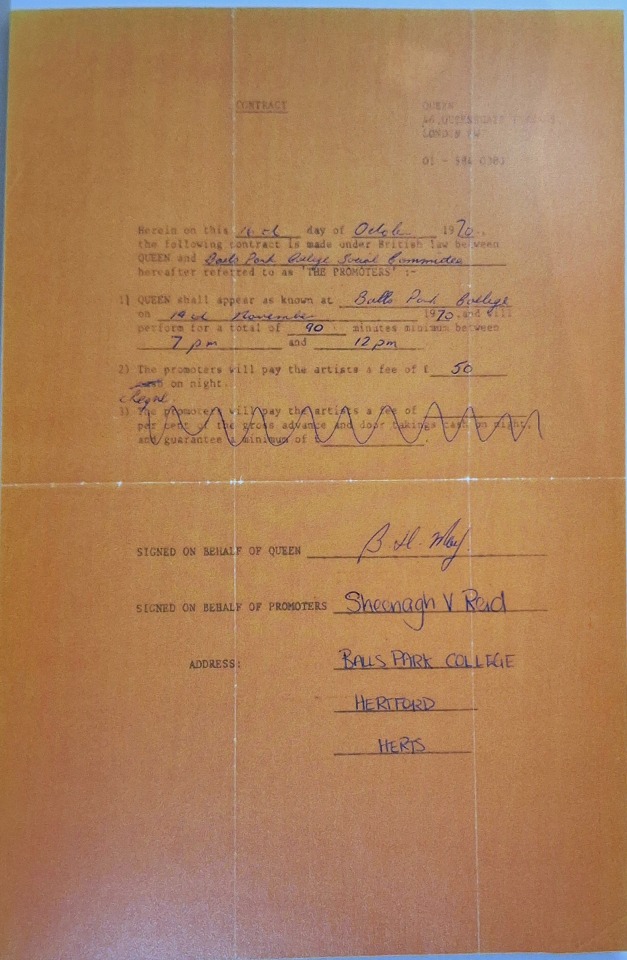 CONTRACT
QUEEN
LONDON
01 -
Herein on this day of October 1970,
the following contract is made under British law between
QUEEN and Balls Park College Social Committee
hereafter referred to as 'THE PROMOTERS' :-
1) QUEEN shall appear as known at Balls Park College
on November 1970, and will
perform for a total of 90 minutes minimum between
7 pm and 12 pm
2) The promoters will pay the artists a fee of £ 50
on night.
3) The promoters will pay the artists a fee of
per cent of the gross advance and door takings cash on night,
and guarantee a minimum of £
SIGNED ON BEHALF OF QUEEN B. H. May
SIGNED ON BEHALF OF PROMOTERS Sheenagh V Reid
ADDRESS: BALLS PARK COLLEGE
HERTFORD
HERTS